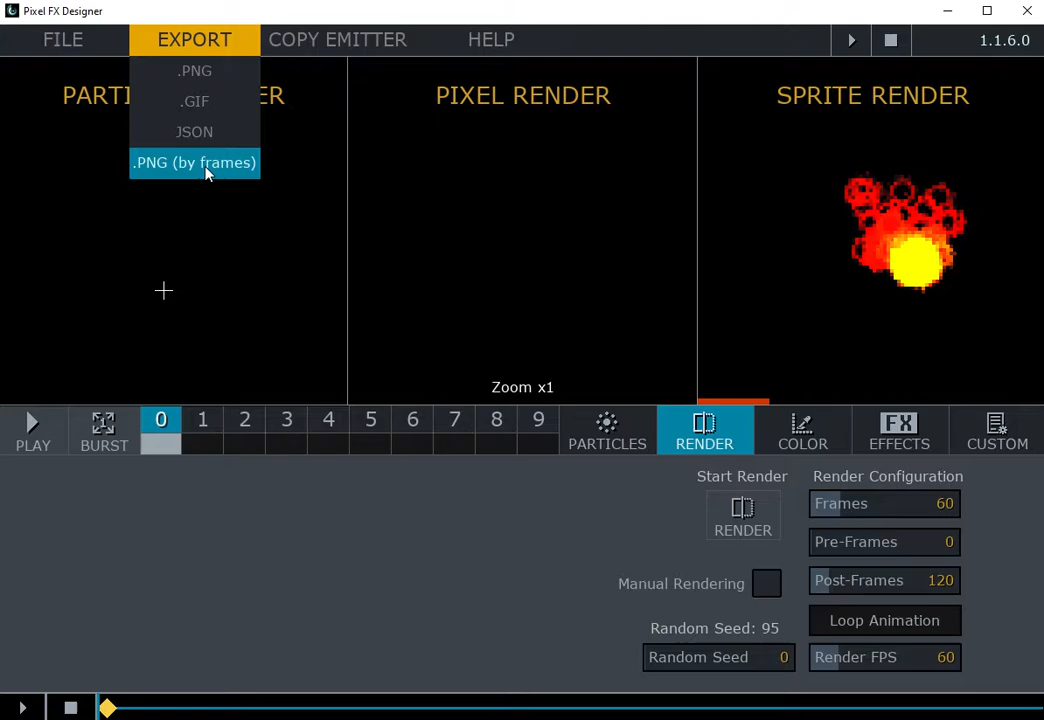 Pixel FX Designer
FILE EXPORT COPY EMITTER HELP 1.1.6.0
.PNG
.GIF
JSON
.PNG (by frames)
PARTI ER PIXEL RENDER SPRITE RENDER
Zoom x1
PLAY BURST 0 1 2 3 4 5 6 7 8 9 PARTICLES RENDER COLOR FX EFFECTS CUSTOM
Start Render Render Configuration
RENDER Frames 60
Pre-Frames 0
Manual Rendering Post-Frames 120
Random Seed: 95 Loop Animation
Random Seed 0 Render FPS 60